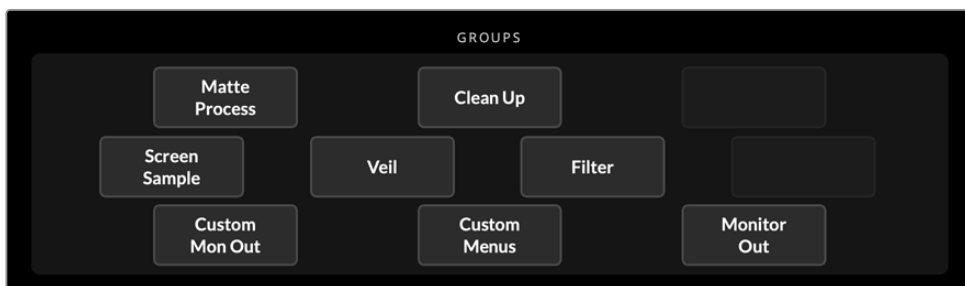 GROUPS
Matte
Process
Clean Up
Screen
Sample
Veil
Filter
Custom
Mon Out
Custom
Menus
Monitor
Out